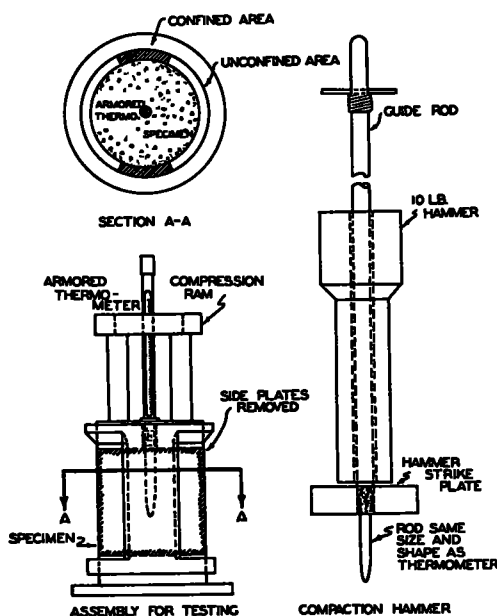 CONFINED AREA
UNCONFINED AREA
ARMORED
THERMO.
SPECIMEN
SECTION A-A
GUIDE ROD
10 LB.
HAMMER
ARMORED
THERMO-
METER
COMPRESSION
RAM
SIDE PLATES
REMOVED
A
A
SPECIMEN
HAMMER
STRIKE
PLATE
ROD SAME
SIZE AND
SHAPE AS
THERMOMETER
ASSEMBLY FOR TESTING
COMPACTION HAMMER